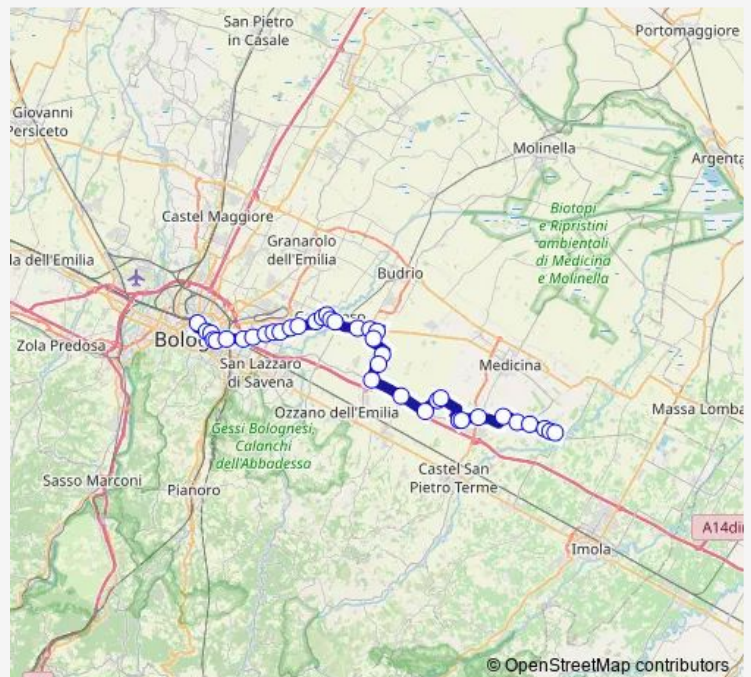 San Pietro
in Casale
Portomaggiore
Giovanni
Persiceto
Molinella
Argenta
Castel Maggiore
Biotopi
e Ripristini
ambientali
di Medicina
e Molinella
Granarolo
dell'Emilia
la dell'Emilia
Budrio
Zola Predosa
Bolog
San Lazzaro
di Savena
Medicina
Ozzano dell'Emilia
Massa Lomba
Gessi Bolognesi,
Calanchi
dell'Abbadessa
Sasso Marconi
Pianoro
Castel San
Pietro Terme
A14dir
Imola
© OpenStreetMap contributors